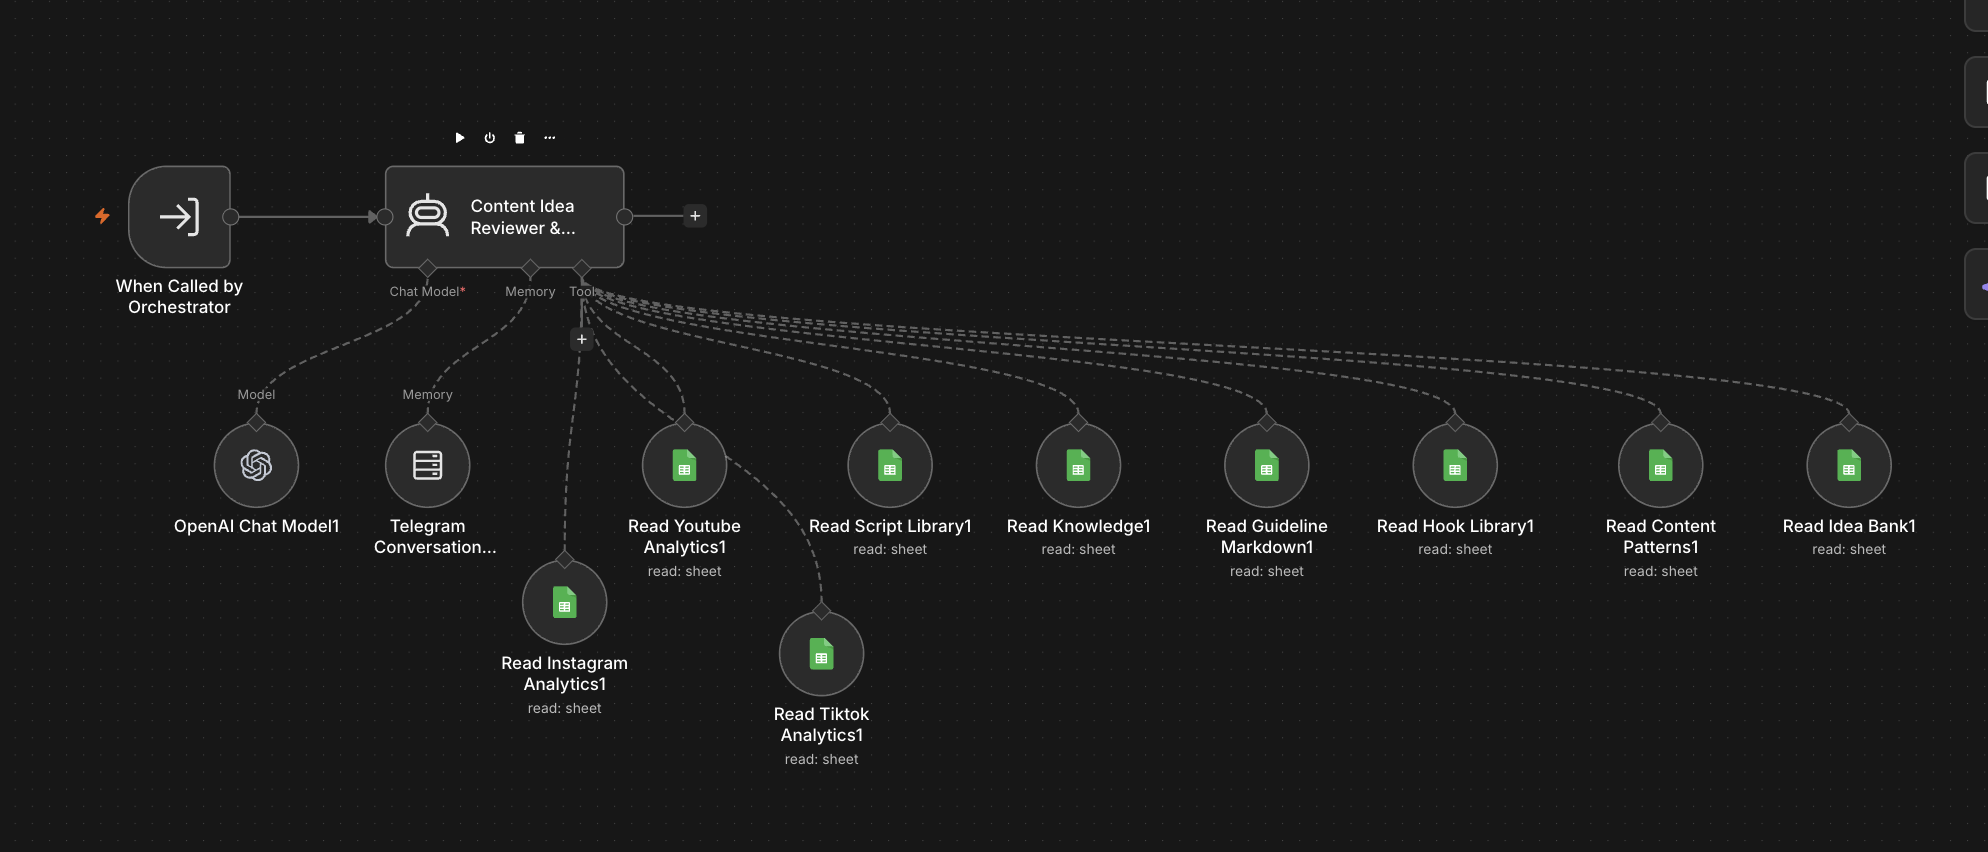 Content Idea
Reviewer &...
When Called by
Orchestrator
Chat Model*
Memory
Tool
Model
Memory
OpenAI Chat Model1
Telegram
Conversation...
Read Youtube
Analytics1
read: sheet
Read Script Library1
read: sheet
Read Knowledge1
read: sheet
Read Guideline
Markdown1
read: sheet
Read Hook Library1
read: sheet
Read Content
Patterns1
read: sheet
Read Idea Bank1
read: sheet
Read Instagram
Analytics1
read: sheet
Read Tiktok
Analytics1
read: sheet